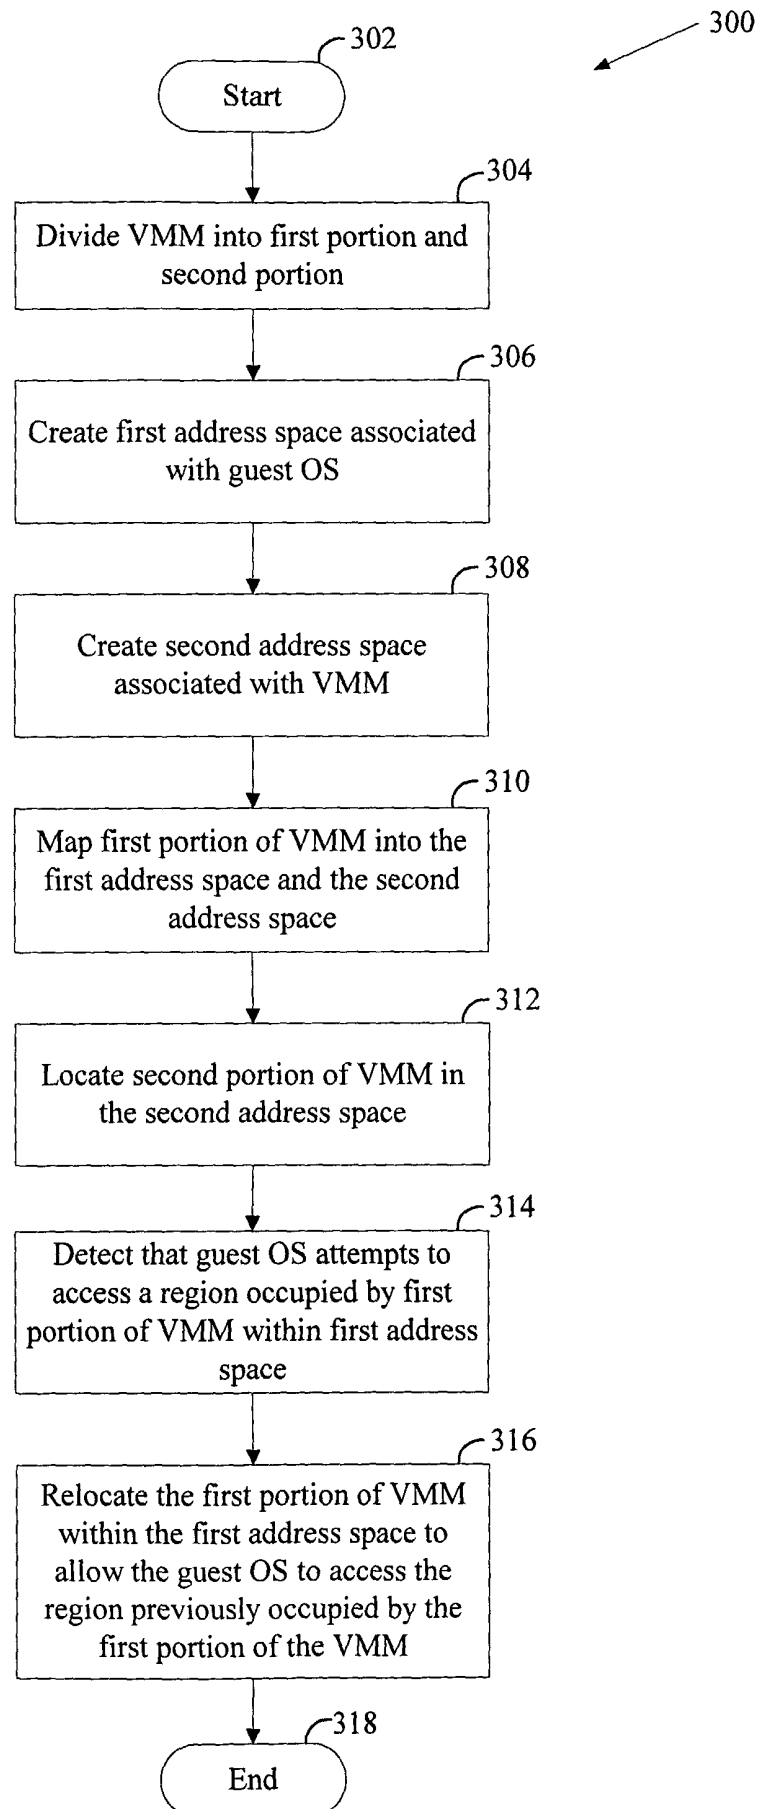 300
302
Start
304
Divide VMM into first portion and
second portion
306
Create first address space associated
with guest OS
308
Create second address space
associated with VMM
310
Map first portion of VMM into the
first address space and the second
address space
312
Locate second portion of VMM in
the second address space
314
Detect that guest OS attempts to
access a region occupied by first
portion of VMM within first address
space
316
Relocate the first portion of VMM
within the first address space to
allow the guest OS to access the
region previously occupied by the
first portion of the VMM
318
End